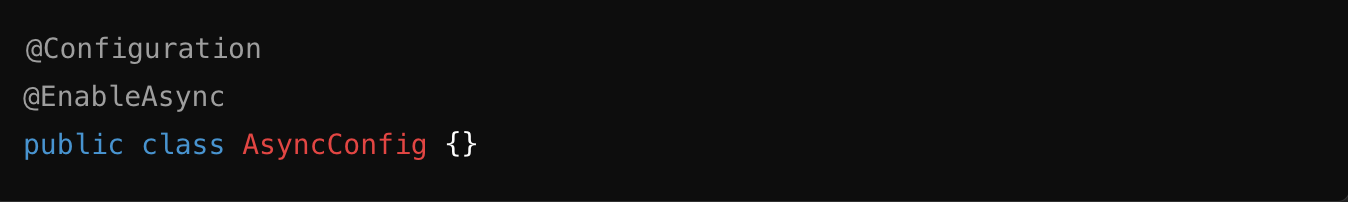 @Configuration
@EnableAsync
public class AsyncConfig {}